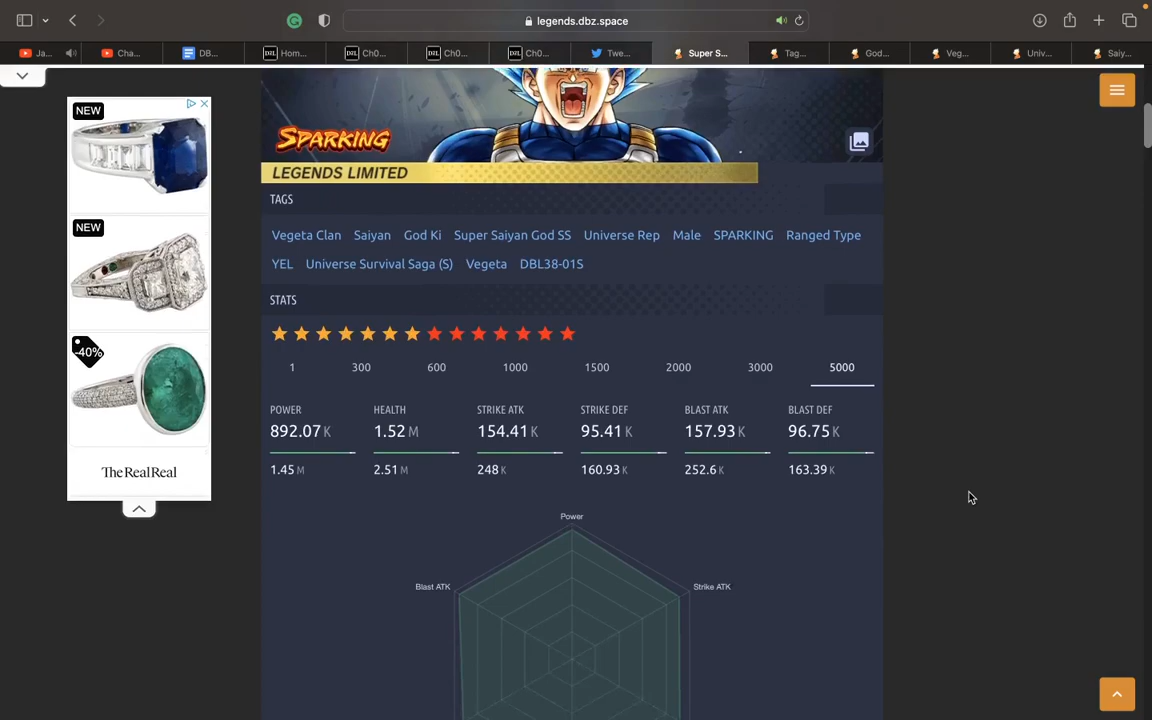 legends.dbz.space
Ja...
Cha...
DB...
Hom...
Ch0...
Ch0...
Ch0...
Twe...
Super S...
Tag...
God...
Veg...
Univ...
Saiy...
NEW
NEW
-40%
TheRealReal
SPARKING
LEGENDS LIMITED
TAGS
Vegeta Clan Saiyan God Ki Super Saiyan God SS Universe Rep Male SPARKING Ranged Type
YEL Universe Survival Saga (S) Vegeta DBL38-01S
STATS
1 300 600 1000 1500 2000 3000 5000
POWER HEALTH STRIKE ATK STRIKE DEF BLAST ATK BLAST DEF
892.07 K 1.52 M 154.41 K 95.41 K 157.93 K 96.75 K
1.45 M 2.51 M 248 K 160.93 K 252.6 K 163.39 K
Power
Blast ATK Strike ATK